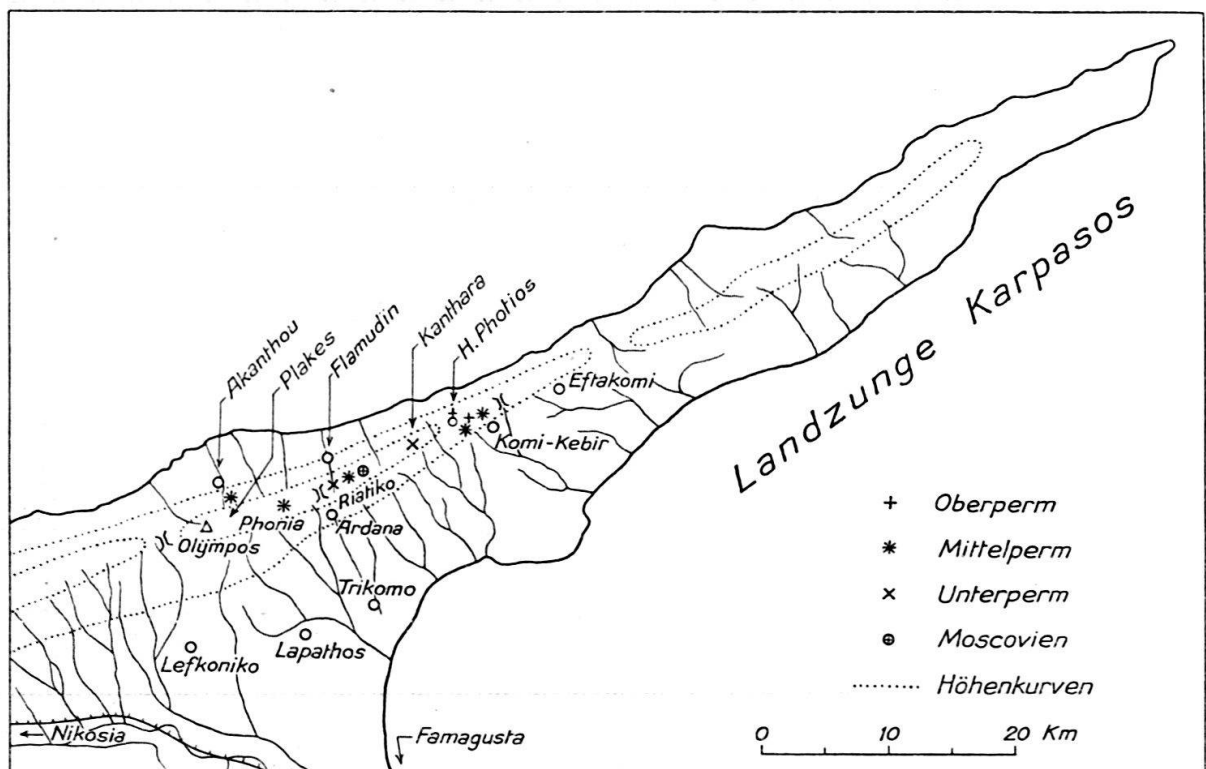 Akanthou
Plakes
Flamudin
Kanthara
H. Photios
Eftakomi
Komi-Kebir
Riatiko
Phonia
Ardana
Olympos
Trikomo
Lapathos
Lefkoniko
Nikosia
Famagusta
Landzunge Karpasos
+ Oberperm
* Mittelperm
× Unterperm
⊕ Moscovien
Höhenkurven
0 10 20 Km